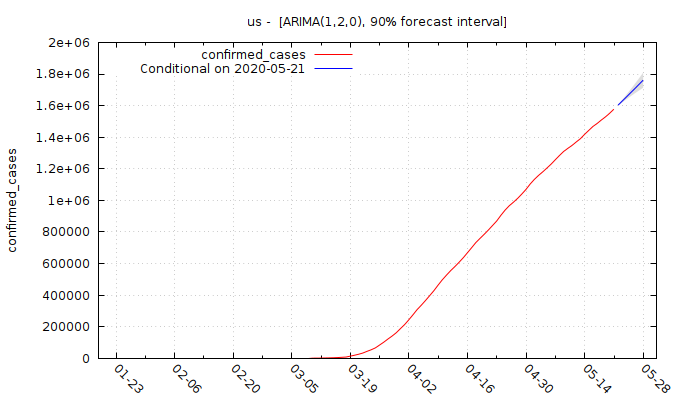 us -  [ARIMA(1,2,0), 90% forecast interval]
2e+06
1.8e+06
1.6e+06
1.4e+06
1.2e+06
1e+06
800000
600000
400000
200000
0
confirmed_cases
confirmed_cases
Conditional on 2020-05-21
01-23
02-06
02-20
03-05
03-19
04-02
04-16
04-30
05-14
05-28